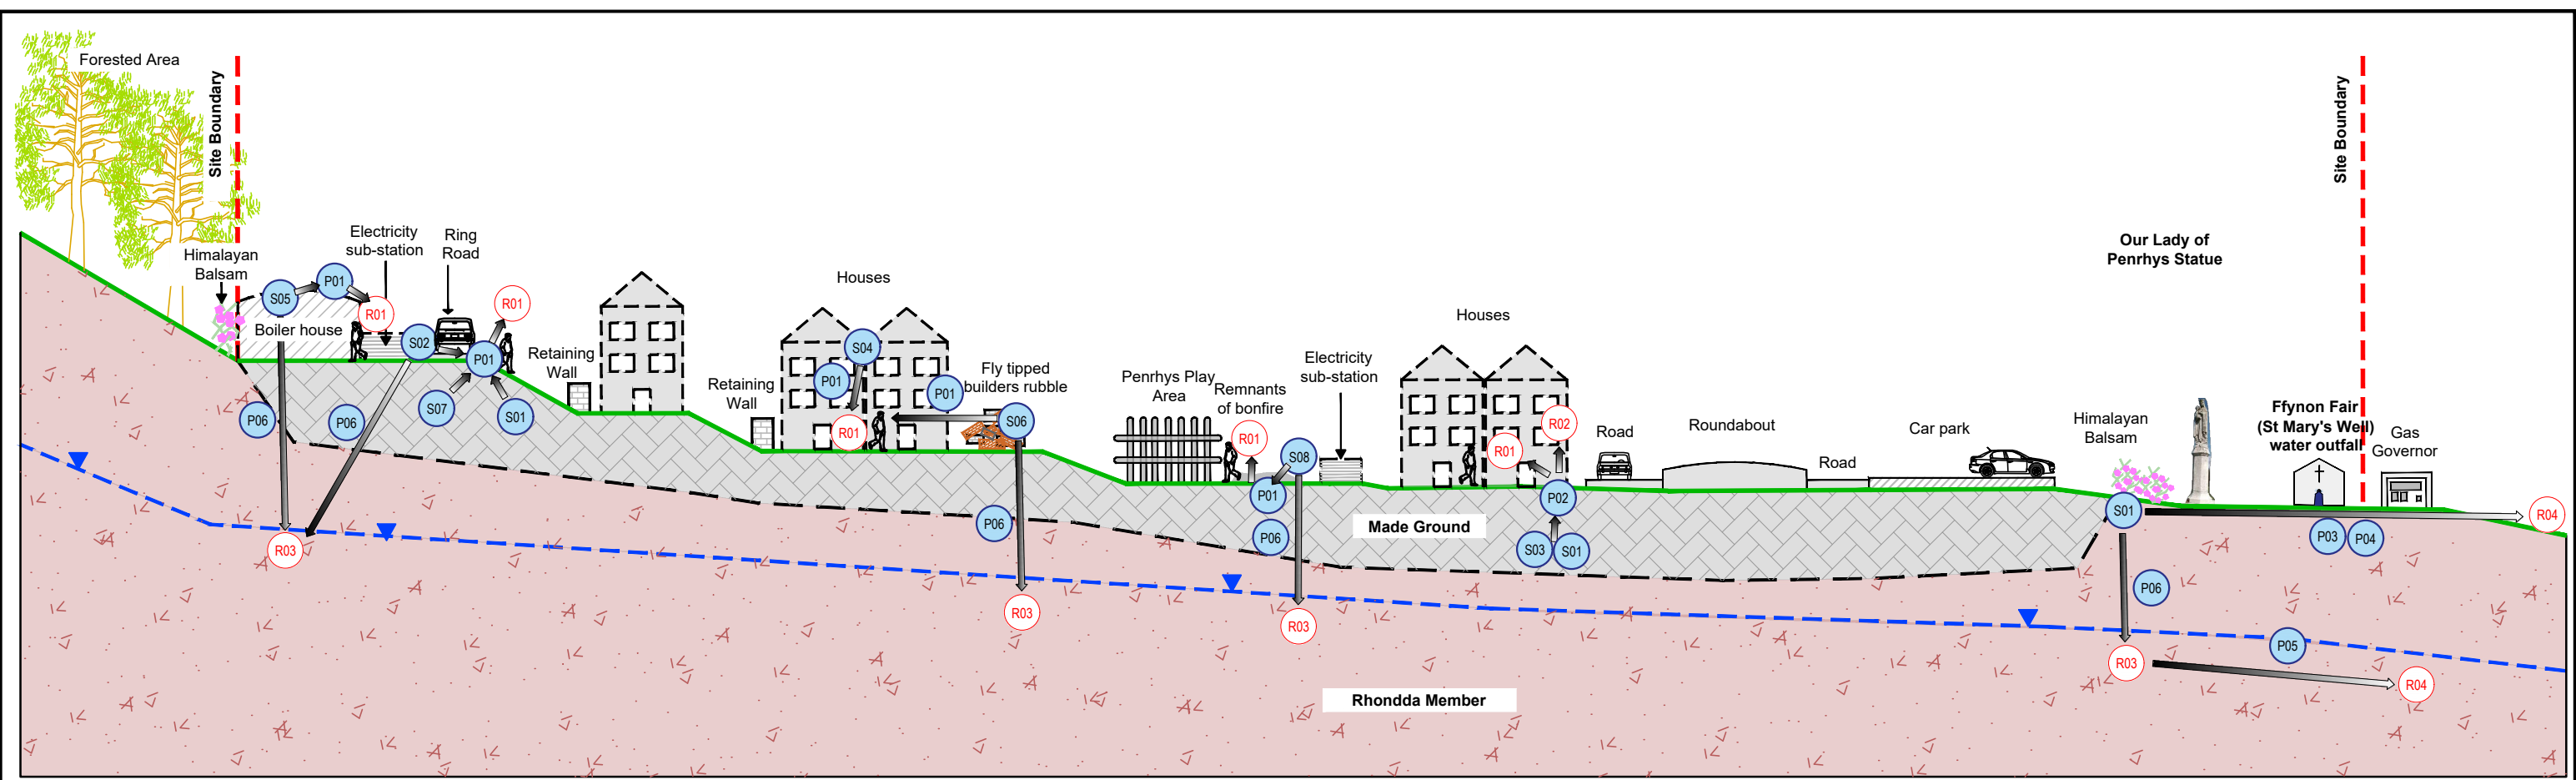 Forested Area
Site Boundary
Himalayan
Balsam
Electricity
sub-station
Ring
Road
S05
P01
R01
Boiler house
S02
P01
R01
S07
S01
P06
P06
R03
Retaining
Wall
Retaining
Wall
Houses
S04
P01
R01
P01
Fly tipped
builders rubble
S06
P06
R03
Penrhys Play
Area
Remnants
of bonfire
R01
S08
P01
P06
R03
Electricity
sub-station
Houses
R01
R02
P02
S03
S01
Made Ground
Road
Roundabout
Road
Car park
Himalayan
Balsam
Our Lady of
Penrhys Statue
Site Boundary
Ffynon Fair
(St Mary's Well)
water outfall
Gas
Governor
S01
R04
P03
P04
P06
P05
R03
R04
Rhondda Member